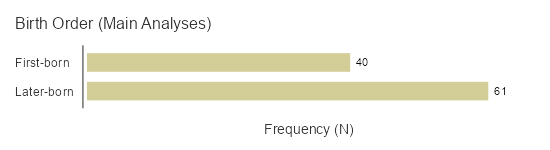 Birth Order (Main Analyses)
First-born 40
Later-born 61
Frequency (N)